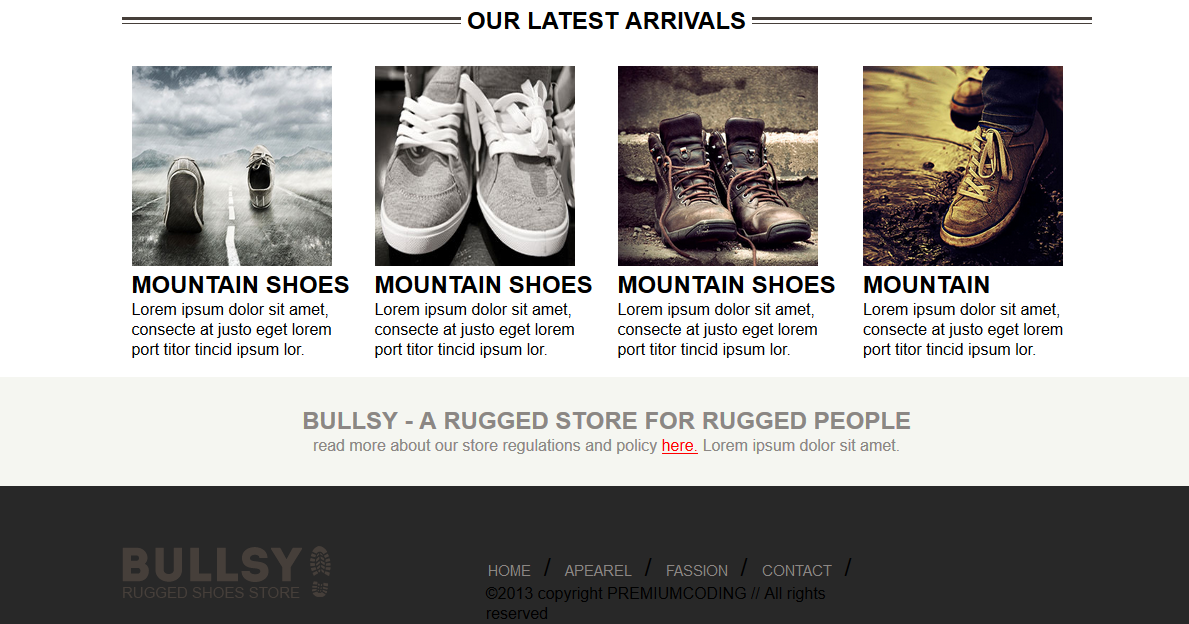 OUR LATEST ARRIVALS
MOUNTAIN SHOES
Lorem ipsum dolor sit amet,
consecte at justo eget lorem
port titor tincid ipsum lor.
MOUNTAIN SHOES
Lorem ipsum dolor sit amet,
consecte at justo eget lorem
port titor tincid ipsum lor.
MOUNTAIN SHOES
Lorem ipsum dolor sit amet,
consecte at justo eget lorem
port titor tincid ipsum lor.
MOUNTAIN
Lorem ipsum dolor sit amet,
consecte at justo eget lorem
port titor tincid ipsum lor.
BULLSY - A RUGGED STORE FOR RUGGED PEOPLE
read more about our store regulations and policy here. Lorem ipsum dolor sit amet.
BULLSY
RUGGED SHOES STORE
HOME / APEAREL / FASSION / CONTACT /
©2013 copyright PREMIUMCODING // All rights
reserved